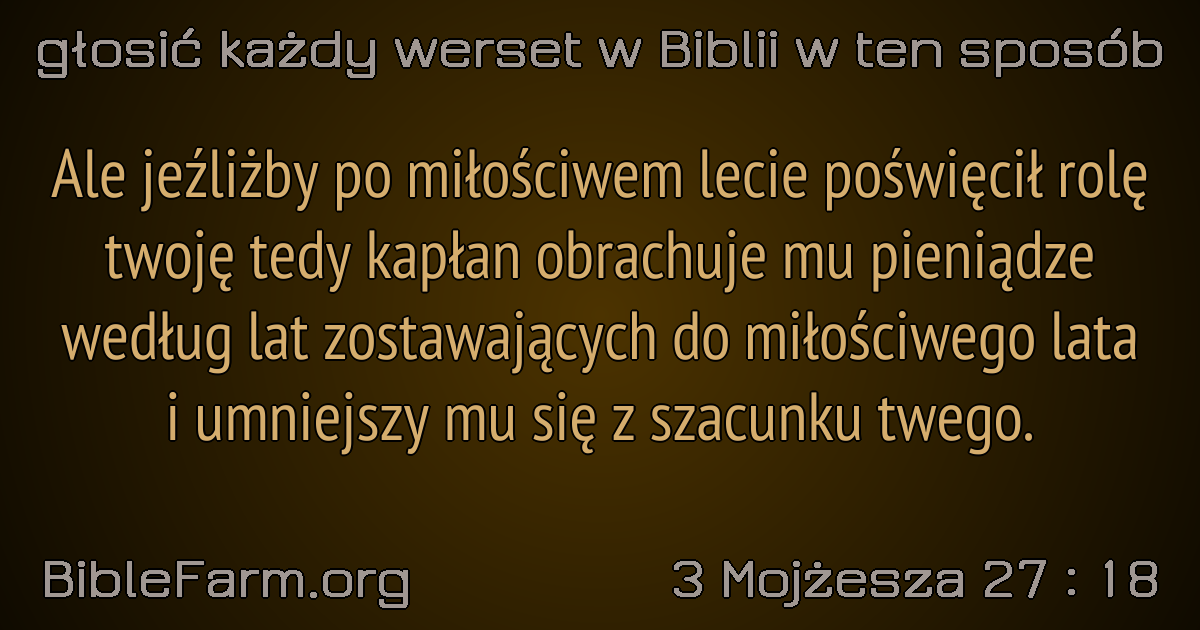 głosić każdy werset w Biblii w ten sposób
Ale jeźliżby po miłościwem lecie poświęcił rolę
twoję tedy kapłan obrachuje mu pieniądze
według lat zostawających do miłościwego lata
i umniejszy mu się z szacunku twego.
BibleFarm.org
3 Mojżesza 27 : 18